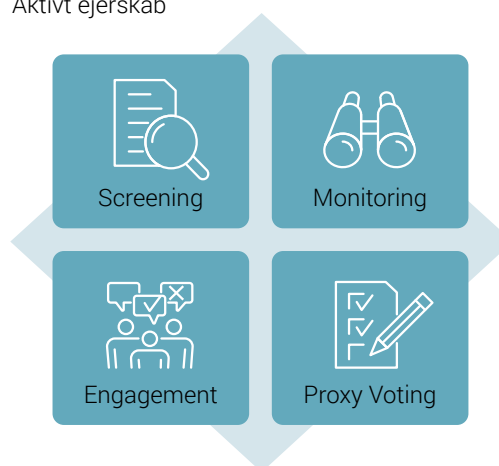 Aktivt ejerskab
Screening
Monitoring
Engagement
Proxy Voting